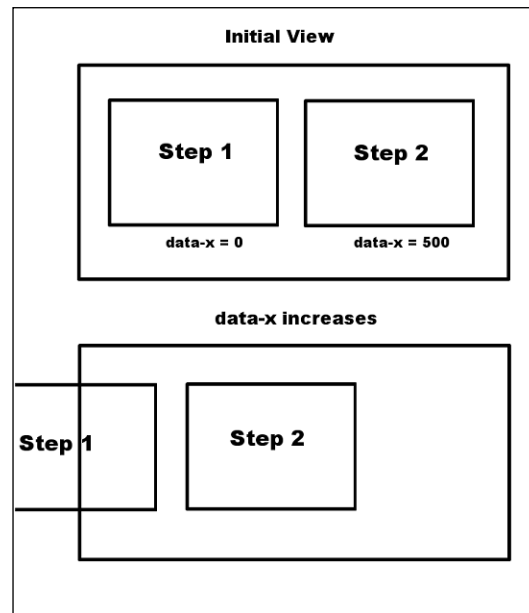 Initial View
Step 1
Step 2
data-x = 0
data-x = 500
data-x increases
Step 1
Step 2